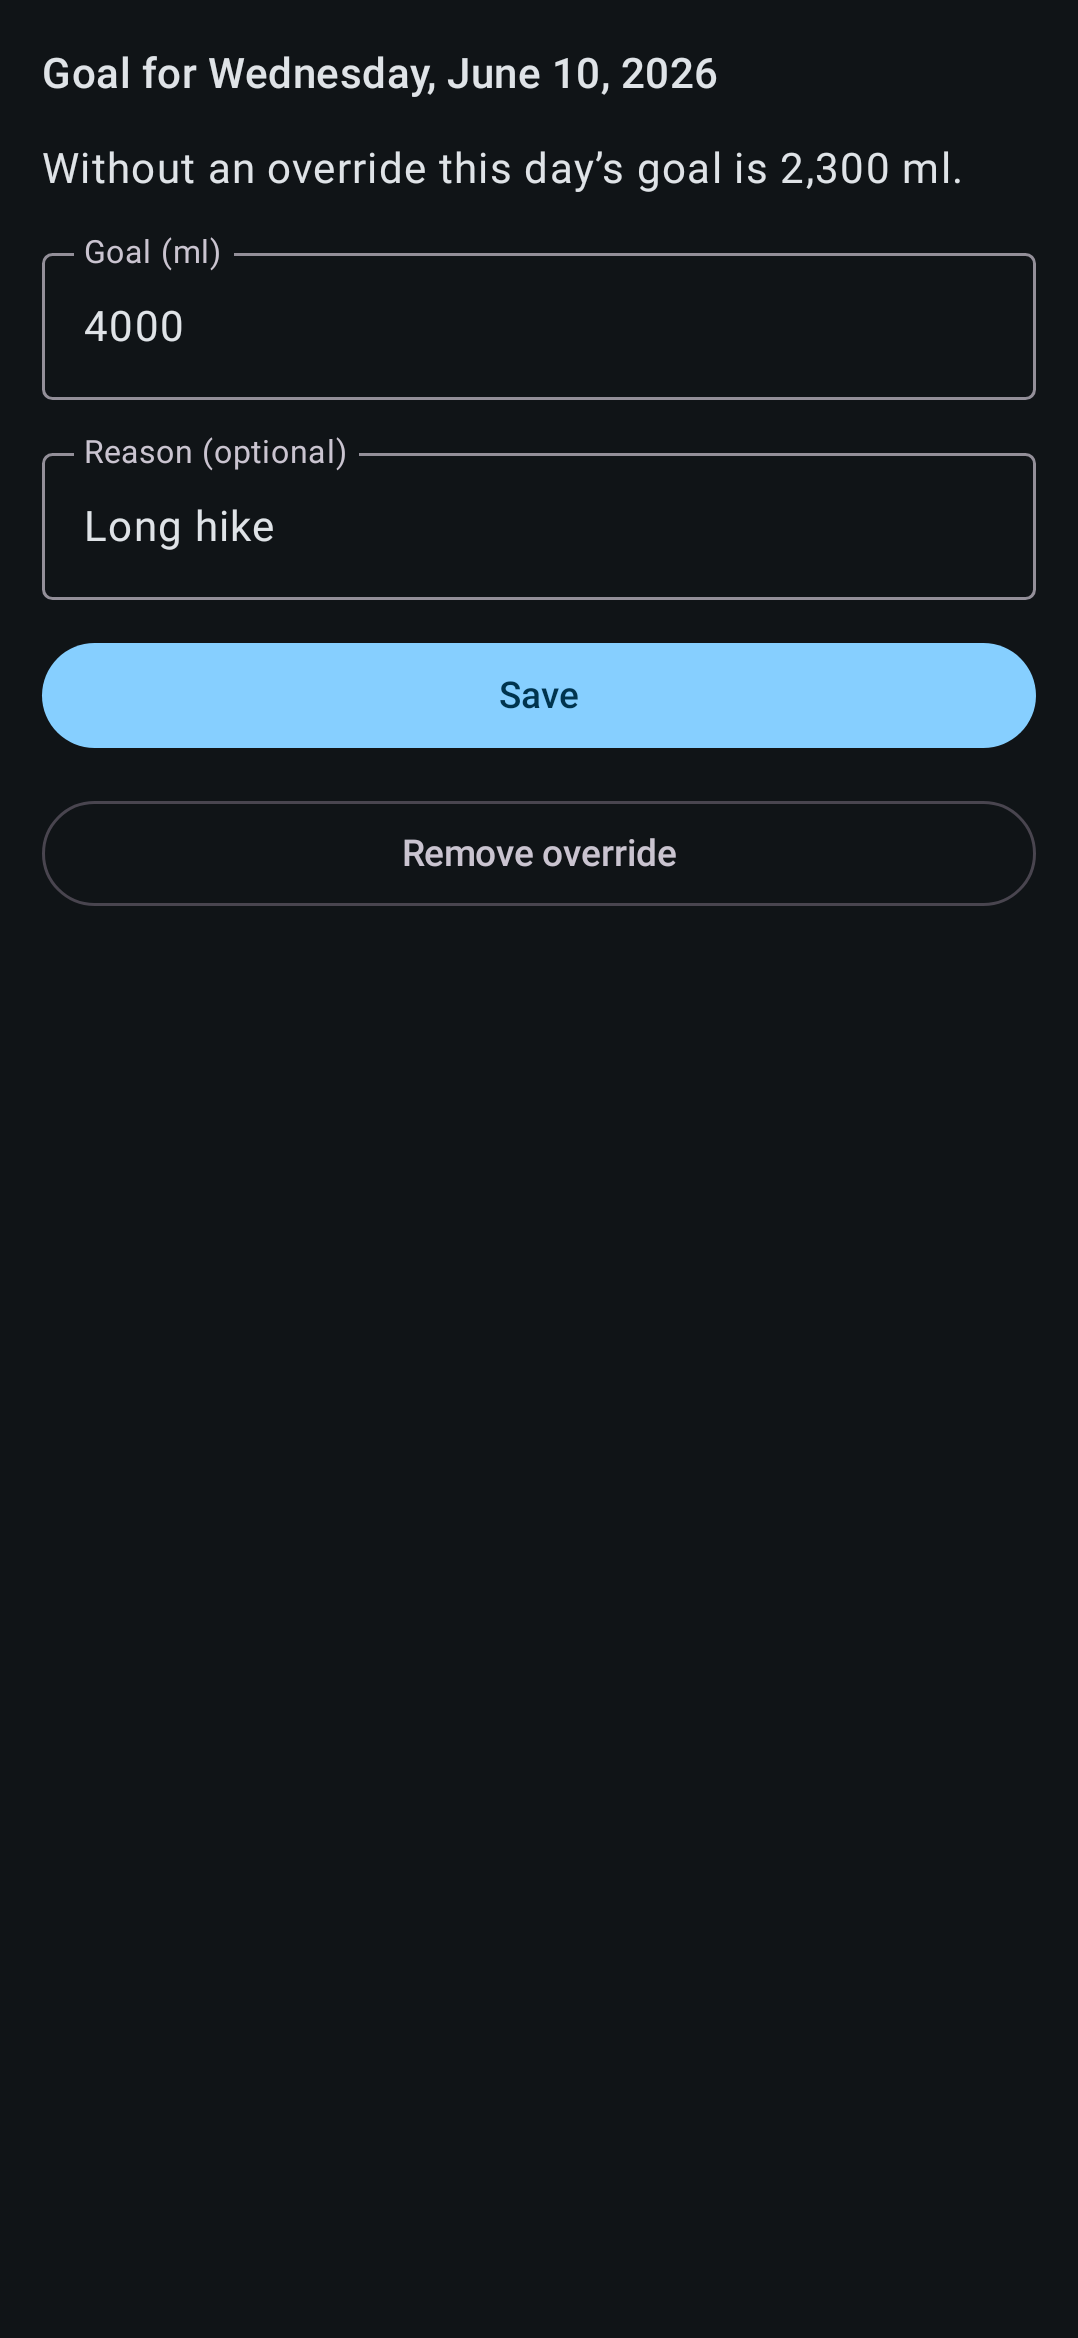 Goal for Wednesday, June 10, 2026
Without an override this day’s goal is 2,300 ml.
Goal (ml)
4000
Reason (optional)
Long hike
Save
Remove override